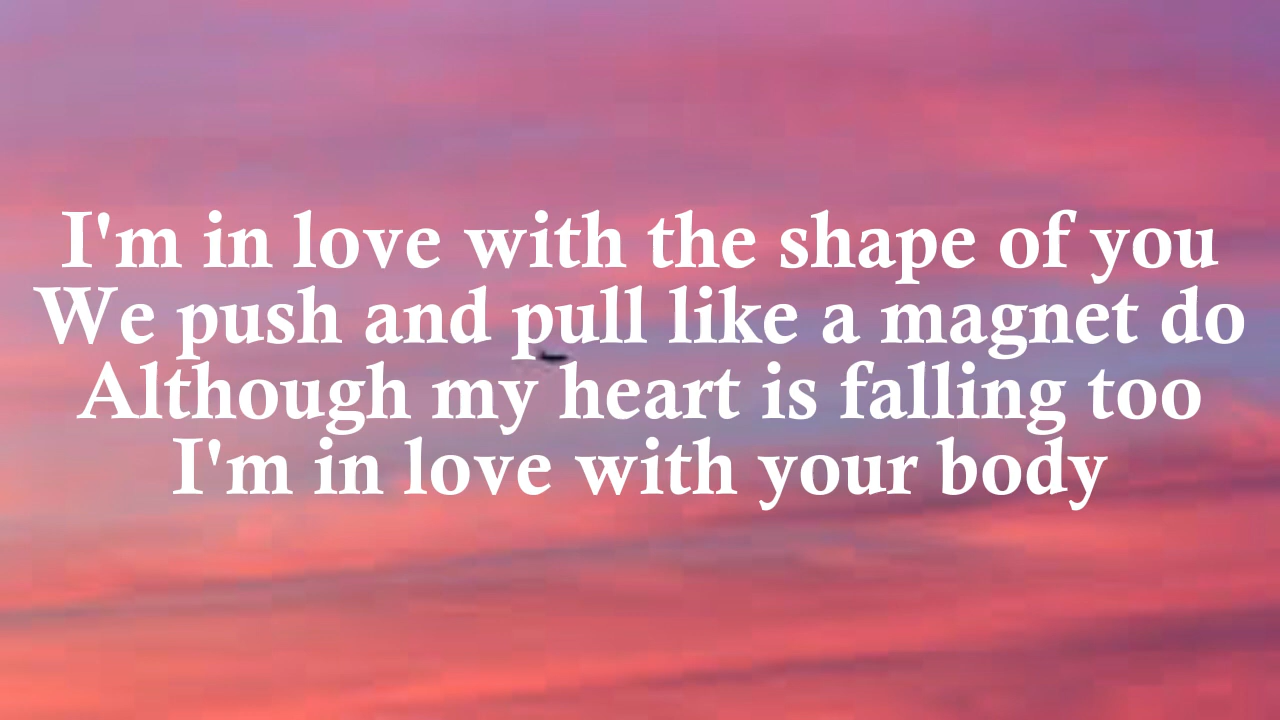 I'm in love with the shape of you
We push and pull like a magnet do
Although my heart is falling too
I'm in love with your body